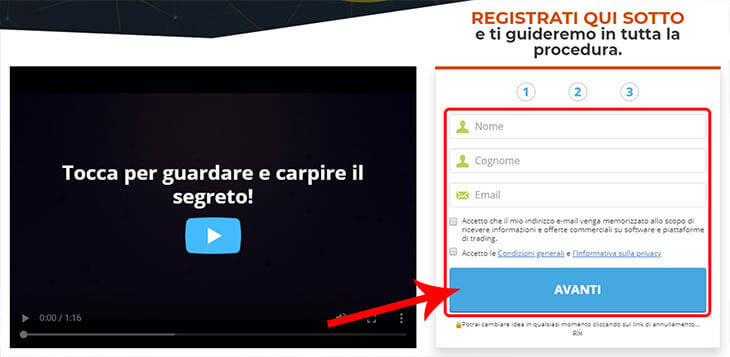 REGISTRATI QUI SOTTO
e ti guideremo in tutta la
procedura.
Tocca per guardare e carpire il
segreto!
0:00 / 1:16
1 2 3
Nome
Cognome
Email
Accetto che il mio indirizzo e-mail venga memorizzato allo scopo di
ricevere informazioni e offerte commerciali su software e piattaforme
di trading.
Accetto le Condizioni generali e l'Informativa sulla privacy
AVANTI
Potrai cambiare idea in qualsiasi momento cliccando sul link di annullamento...
più